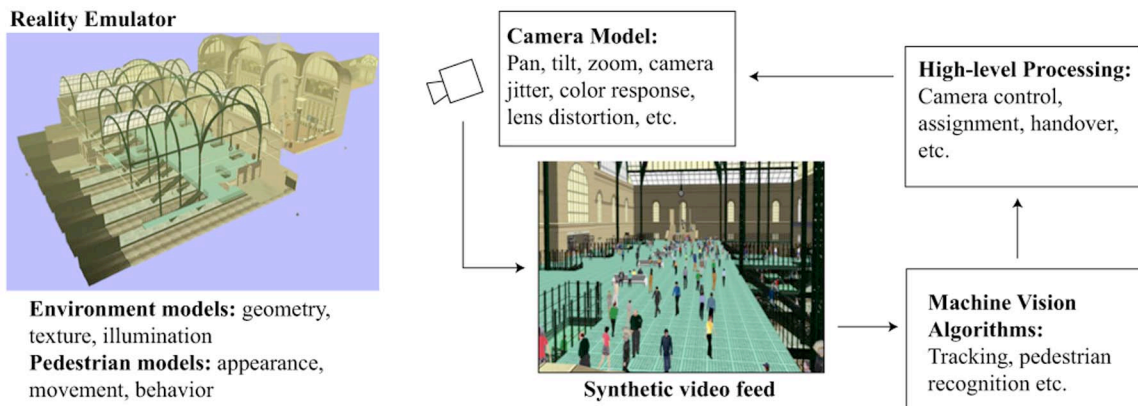 Reality Emulator
Environment models: geometry,
texture, illumination
Pedestrian models: appearance,
movement, behavior
Camera Model:
Pan, tilt, zoom, camera
jitter, color response,
lens distortion, etc.
Synthetic video feed
High-level Processing:
Camera control,
assignment, handover,
etc.
Machine Vision
Algorithms:
Tracking, pedestrian
recognition etc.